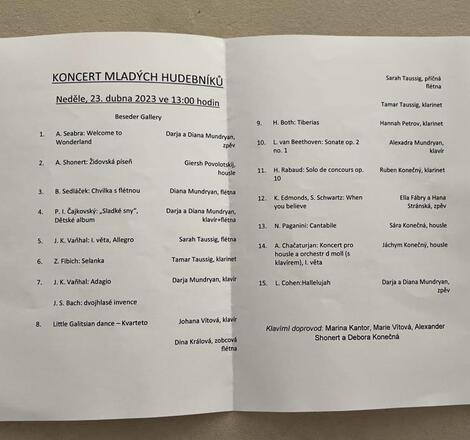 KONCERT MLADÝCH HUDEBNÍKŮ
Neděle, 23. dubna 2023 ve 13:00 hodin
Beseder Gallery
1. A. Seabra: Welcome to Wonderland Darja a Diana Mundryan, zpěv
2. A. Shonert: Židovská píseň Giersh Povolotskij, housle
3. B. Sedláček: Chvilka s flétnou Diana Mundryan, flétna
4. P. I. Čajkovský: „Sladké sny“, Dětské album Darja a Diana Mundryan, klavír+flétna
5. J. K. Vaňhal: I. věta, Allegro Sarah Taussig, flétna
6. Z. Fibich: Selanka Tamar Taussig, klarinet
7. J. K. Vaňhal: Adagio Darja Mundryan, klavír
J. S. Bach: dvojhlasé invence
8. Little Galitsian dance – Kvarteto Johana Vítová, klavír
Dina Králová, zobcová flétna
Sarah Taussig, příčná flétna
Tamar Taussig, klarinet
9. H. Both: Tiberias Hannah Petrov, klarinet
10. L. van Beethoven: Sonate op. 2 no. 1 Alexadra Mundryan, klavír
11. H. Rabaud: Solo de concours op. 10 Ruben Konečný, klarinet
12. K. Edmonds, S. Schwartz: When you believe Ella Fábry a Hana Stránská, zpěv
13. N. Paganini: Cantabile Sára Konečná, housle
14. A. Chačaturjan: Koncert pro housle a orchestr d moll (s klavírem), I. věta Jáchym Konečný, housle
15. L. Cohen:Hallelujah Darja a Diana Mundryan, zpěv
Klavírní doprovod: Marina Kantor, Marie Vítová, Alexander
Shonert a Debora Konečná